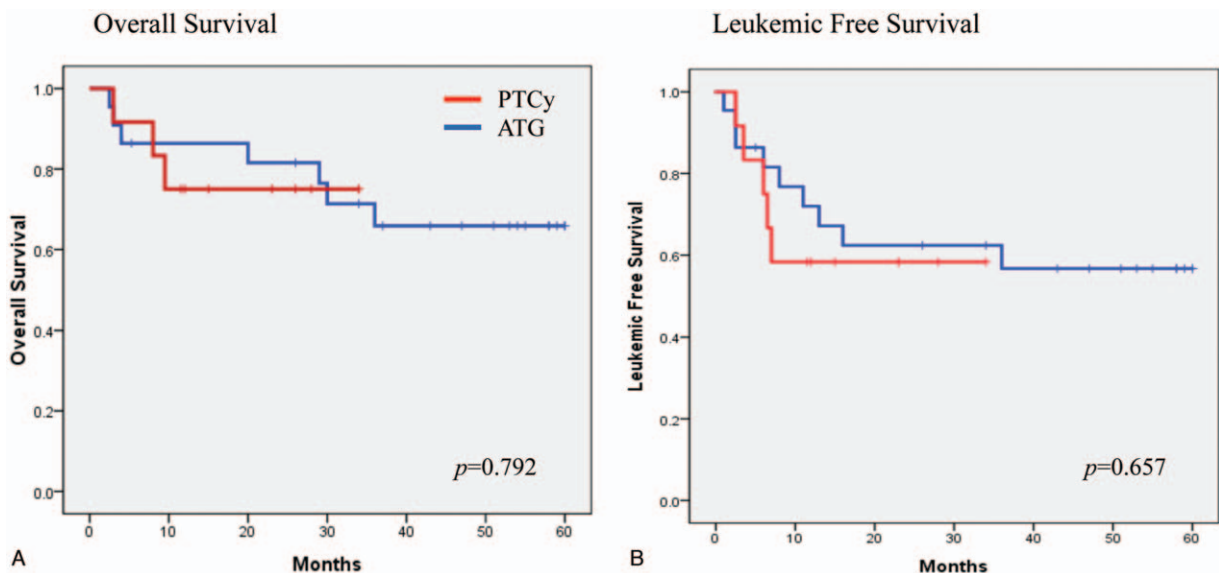 Overall Survival
Leukemic Free Survival
1.0
0.8
0.6
0.4
0.2
0.0
Overall Survival
PTCy
ATG
p=0.792
0 10 20 30 40 50 60
Months
A
1.0
0.8
0.6
0.4
0.2
0.0
Leukemic Free Survival
p=0.657
0 10 20 30 40 50 60
Months
B